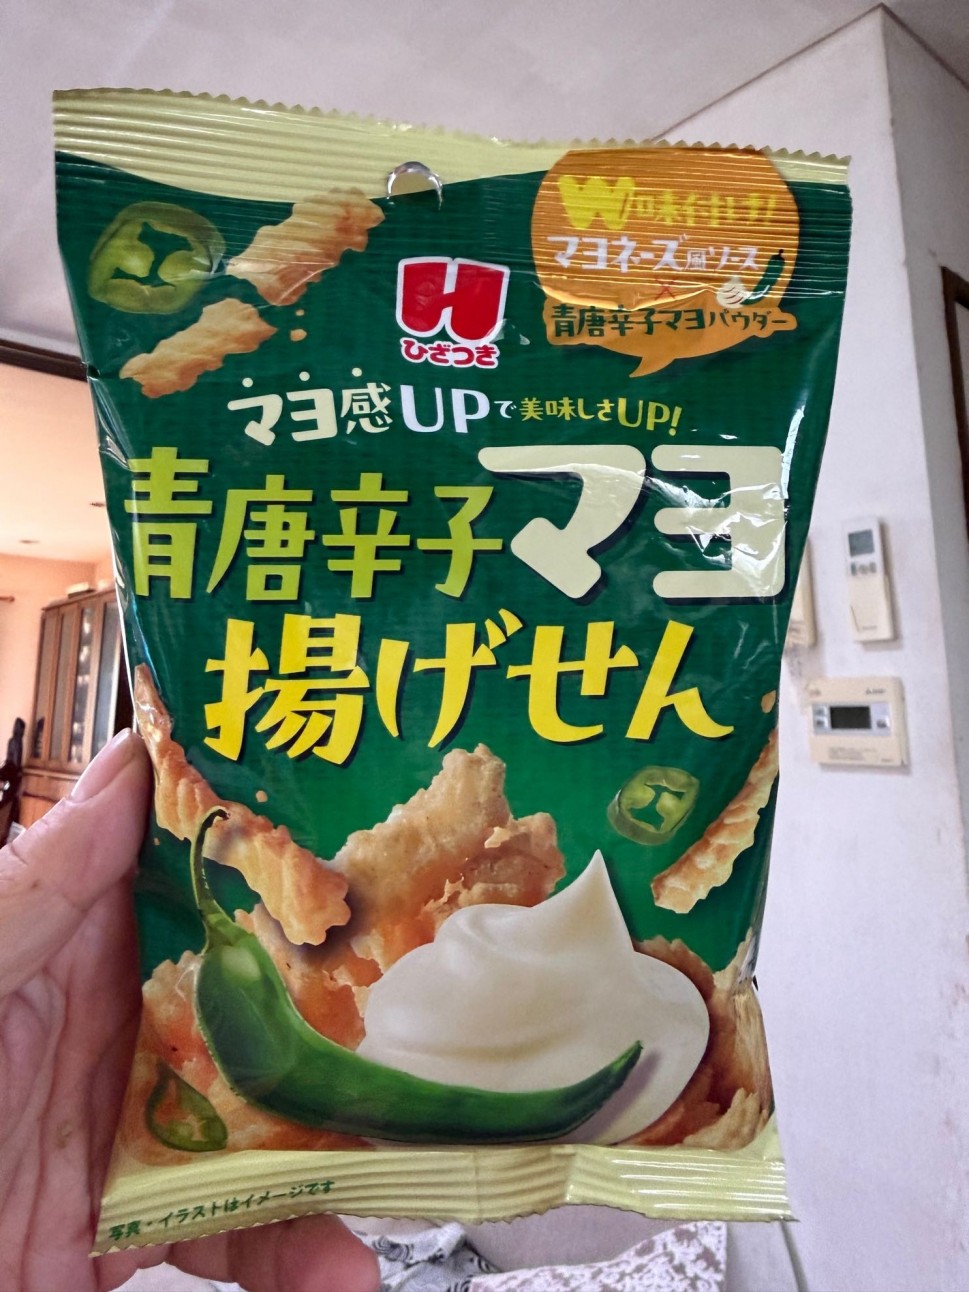 W味付け!
マヨネーズ風ソース
×
青唐辛子マヨパウダー
H
ひざつき
マヨ感UPで美味しさUP!
青唐辛子マヨ
揚げせん
写真・イラストはイメージです